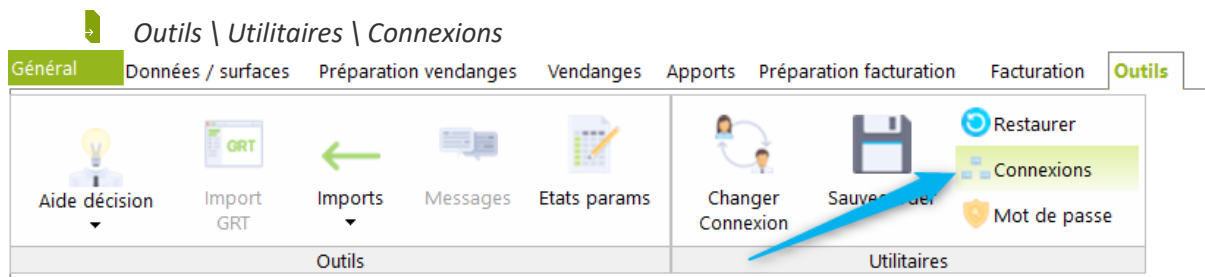 Outils \ Utilitaires \ Connexions
Général Données / surfaces Préparation vendanges Vendanges Apports Préparation facturation Facturation Outils
GRT
Restaurer
Connexions
Mot de passe
Aide décision
Import
GRT
Imports
Messages
Etats params
Changer
Connexion
Outils
Utilitaires